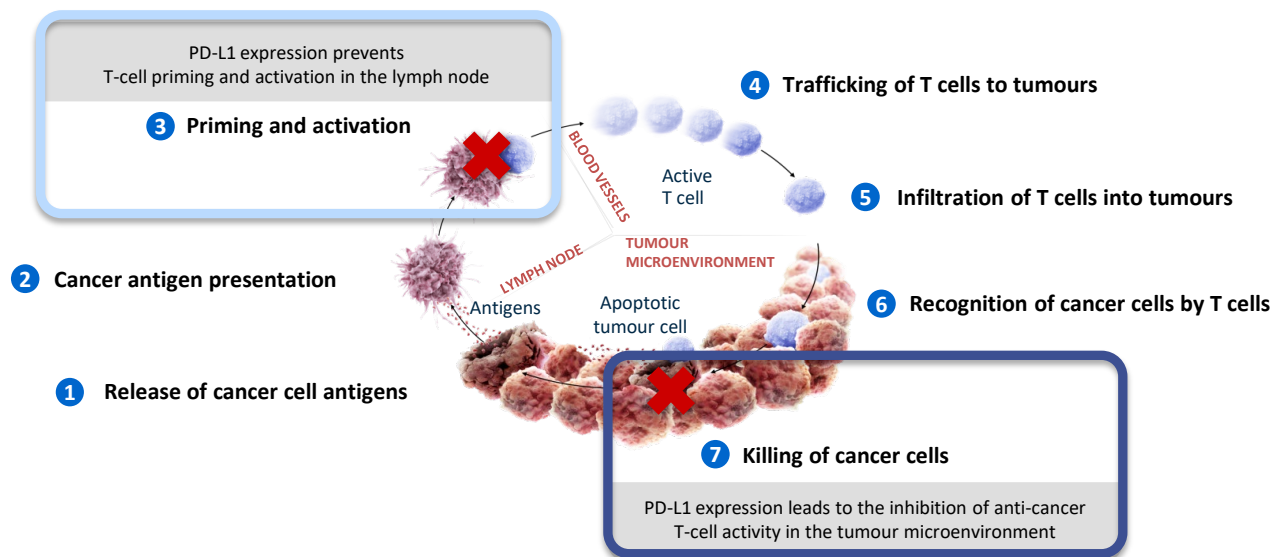 PD-L1 expression prevents
T-cell priming and activation in the lymph node
3 Priming and activation
4 Trafficking of T cells to tumours
BLOOD VESSELS
Active
T cell
5 Infiltration of T cells into tumours
LYMPH NODE
TUMOUR
MICROENVIRONMENT
2 Cancer antigen presentation
Antigens
Apoptotic
tumour cell
6 Recognition of cancer cells by T cells
1 Release of cancer cell antigens
7 Killing of cancer cells
PD-L1 expression leads to the inhibition of anti-cancer
T-cell activity in the tumour microenvironment